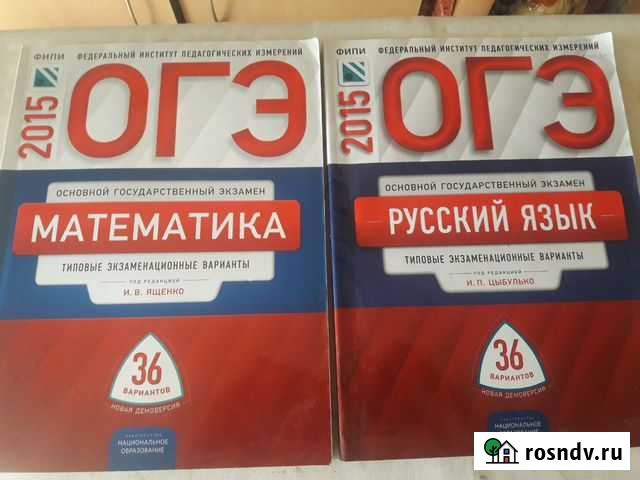 ФИПИ
ФЕДЕРАЛЬНЫЙ ИНСТИТУТ ПЕДАГОГИЧЕСКИХ ИЗМЕРЕНИЙ
2015
ОГЭ
ОСНОВНОЙ ГОСУДАРСТВЕННЫЙ ЭКЗАМЕН
МАТЕМАТИКА
ТИПОВЫЕ ЭКЗАМЕНАЦИОННЫЕ ВАРИАНТЫ
ПОД РЕДАКЦИЕЙ
И. В. ЯЩЕНКО
36
ВАРИАНТОВ
НОВАЯ ДЕМОВЕРСИЯ
ИЗДАТЕЛЬСТВО
НАЦИОНАЛЬНОЕ
ОБРАЗОВАНИЕ
ФИПИ
ФЕДЕРАЛЬНЫЙ ИНСТИТУТ ПЕДАГОГИЧЕСКИХ ИЗМЕРЕНИЙ
2015
ОГЭ
ОСНОВНОЙ ГОСУДАРСТВЕННЫЙ ЭКЗАМЕН
РУССКИЙ ЯЗЫК
ТИПОВЫЕ ЭКЗАМЕНАЦИОННЫЕ ВАРИАНТЫ
ПОД РЕДАКЦИЕЙ
И. П. ЦЫБУЛЬКО
36
ВАРИАНТОВ
НОВАЯ ДЕМОВЕРСИЯ
НАЦИОНАЛЬНОЕ
rosndv.ru